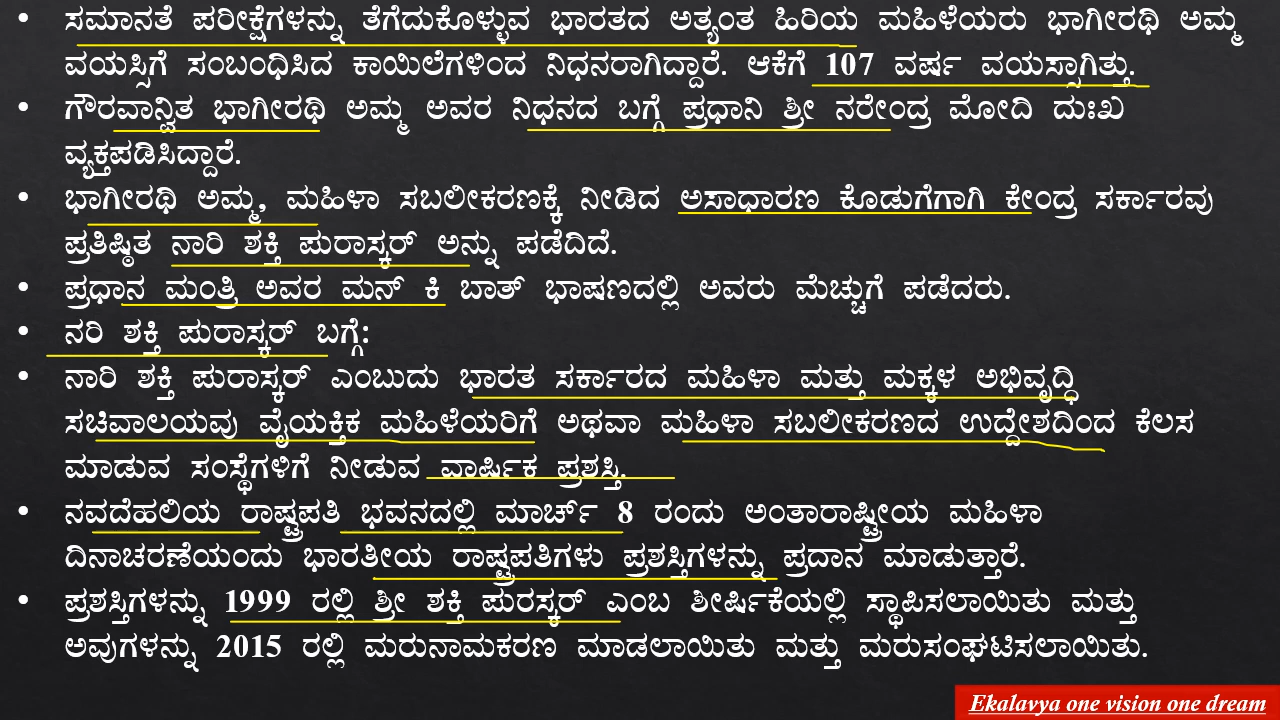 • ಸಮಾನತೆ ಪರೀಕ್ಷೆಗಳನ್ನು ತೆಗೆದುಕೊಳ್ಳುವ ಭಾರತದ ಅತ್ಯಂತ ಹಿರಿಯ ಮಹಿಳೆಯರು ಭಾಗೀರಥಿ ಅಮ್ಮ
ವಯಸ್ಸಿಗೆ ಸಂಬಂಧಿಸಿದ ಕಾಯಿಲೆಗಳಿಂದ ನಿಧನರಾಗಿದ್ದಾರೆ. ಆಕೆಗೆ 107 ವರ್ಷ ವಯಸ್ಸಾಗಿತ್ತು.
• ಗೌರವಾನ್ವಿತ ಭಾಗೀರಥಿ ಅಮ್ಮ ಅವರ ನಿಧನದ ಬಗ್ಗೆ ಪ್ರಧಾನಿ ಶ್ರೀ ನರೇಂದ್ರ ಮೋದಿ ದುಃಖ
ವ್ಯಕ್ತಪಡಿಸಿದ್ದಾರೆ.
• ಭಾಗೀರಥಿ ಅಮ್ಮ, ಮಹಿಳಾ ಸಬಲೀಕರಣಕ್ಕೆ ನೀಡಿದ ಅಸಾಧಾರಣ ಕೊಡುಗೆಗಾಗಿ ಕೇಂದ್ರ ಸರ್ಕಾರವು
ಪ್ರತಿಷ್ಠಿತ ನಾರಿ ಶಕ್ತಿ ಪುರಾಸ್ಕರ್ ಅನ್ನು ಪಡೆದಿದೆ.
• ಪ್ರಧಾನ ಮಂತ್ರಿ ಅವರ ಮನ್ ಕಿ ಬಾತ್ ಭಾಷಣದಲ್ಲಿ ಅವರು ಮೆಚ್ಚುಗೆ ಪಡೆದರು.
• ನರಿ ಶಕ್ತಿ ಪುರಾಸ್ಕರ್ ಬಗ್ಗೆ:
• ನಾರಿ ಶಕ್ತಿ ಪುರಾಸ್ಕರ್ ಎಂಬುದು ಭಾರತ ಸರ್ಕಾರದ ಮಹಿಳಾ ಮತ್ತು ಮಕ್ಕಳ ಅಭಿವೃದ್ಧಿ
ಸಚಿವಾಲಯವು ವೈಯಕ್ತಿಕ ಮಹಿಳೆಯರಿಗೆ ಅಥವಾ ಮಹಿಳಾ ಸಬಲೀಕರಣದ ಉದ್ದೇಶದಿಂದ ಕೆಲಸ
ಮಾಡುವ ಸಂಸ್ಥೆಗಳಿಗೆ ನೀಡುವ ವಾರ್ಷಿಕ ಪ್ರಶಸ್ತಿ.
• ನವದೆಹಲಿಯ ರಾಷ್ಟ್ರಪತಿ ಭವನದಲ್ಲಿ ಮಾರ್ಚ್ 8 ರಂದು ಅಂತಾರಾಷ್ಟ್ರೀಯ ಮಹಿಳಾ
ದಿನಾಚರಣೆಯಂದು ಭಾರತೀಯ ರಾಷ್ಟ್ರಪತಿಗಳು ಪ್ರಶಸ್ತಿಗಳನ್ನು ಪ್ರದಾನ ಮಾಡುತ್ತಾರೆ.
• ಪ್ರಶಸ್ತಿಗಳನ್ನು 1999 ರಲ್ಲಿ ಶ್ರೀ ಶಕ್ತಿ ಪುರಸ್ಕರ್ ಎಂಬ ಶೀರ್ಷಿಕೆಯಲ್ಲಿ ಸ್ಥಾಪಿಸಲಾಯಿತು ಮತ್ತು
ಅವುಗಳನ್ನು 2015 ರಲ್ಲಿ ಮರುನಾಮಕರಣ ಮಾಡಲಾಯಿತು ಮತ್ತು ಮರುಸಂಘಟಿಸಲಾಯಿತು.
Ekalavya one vision one dream